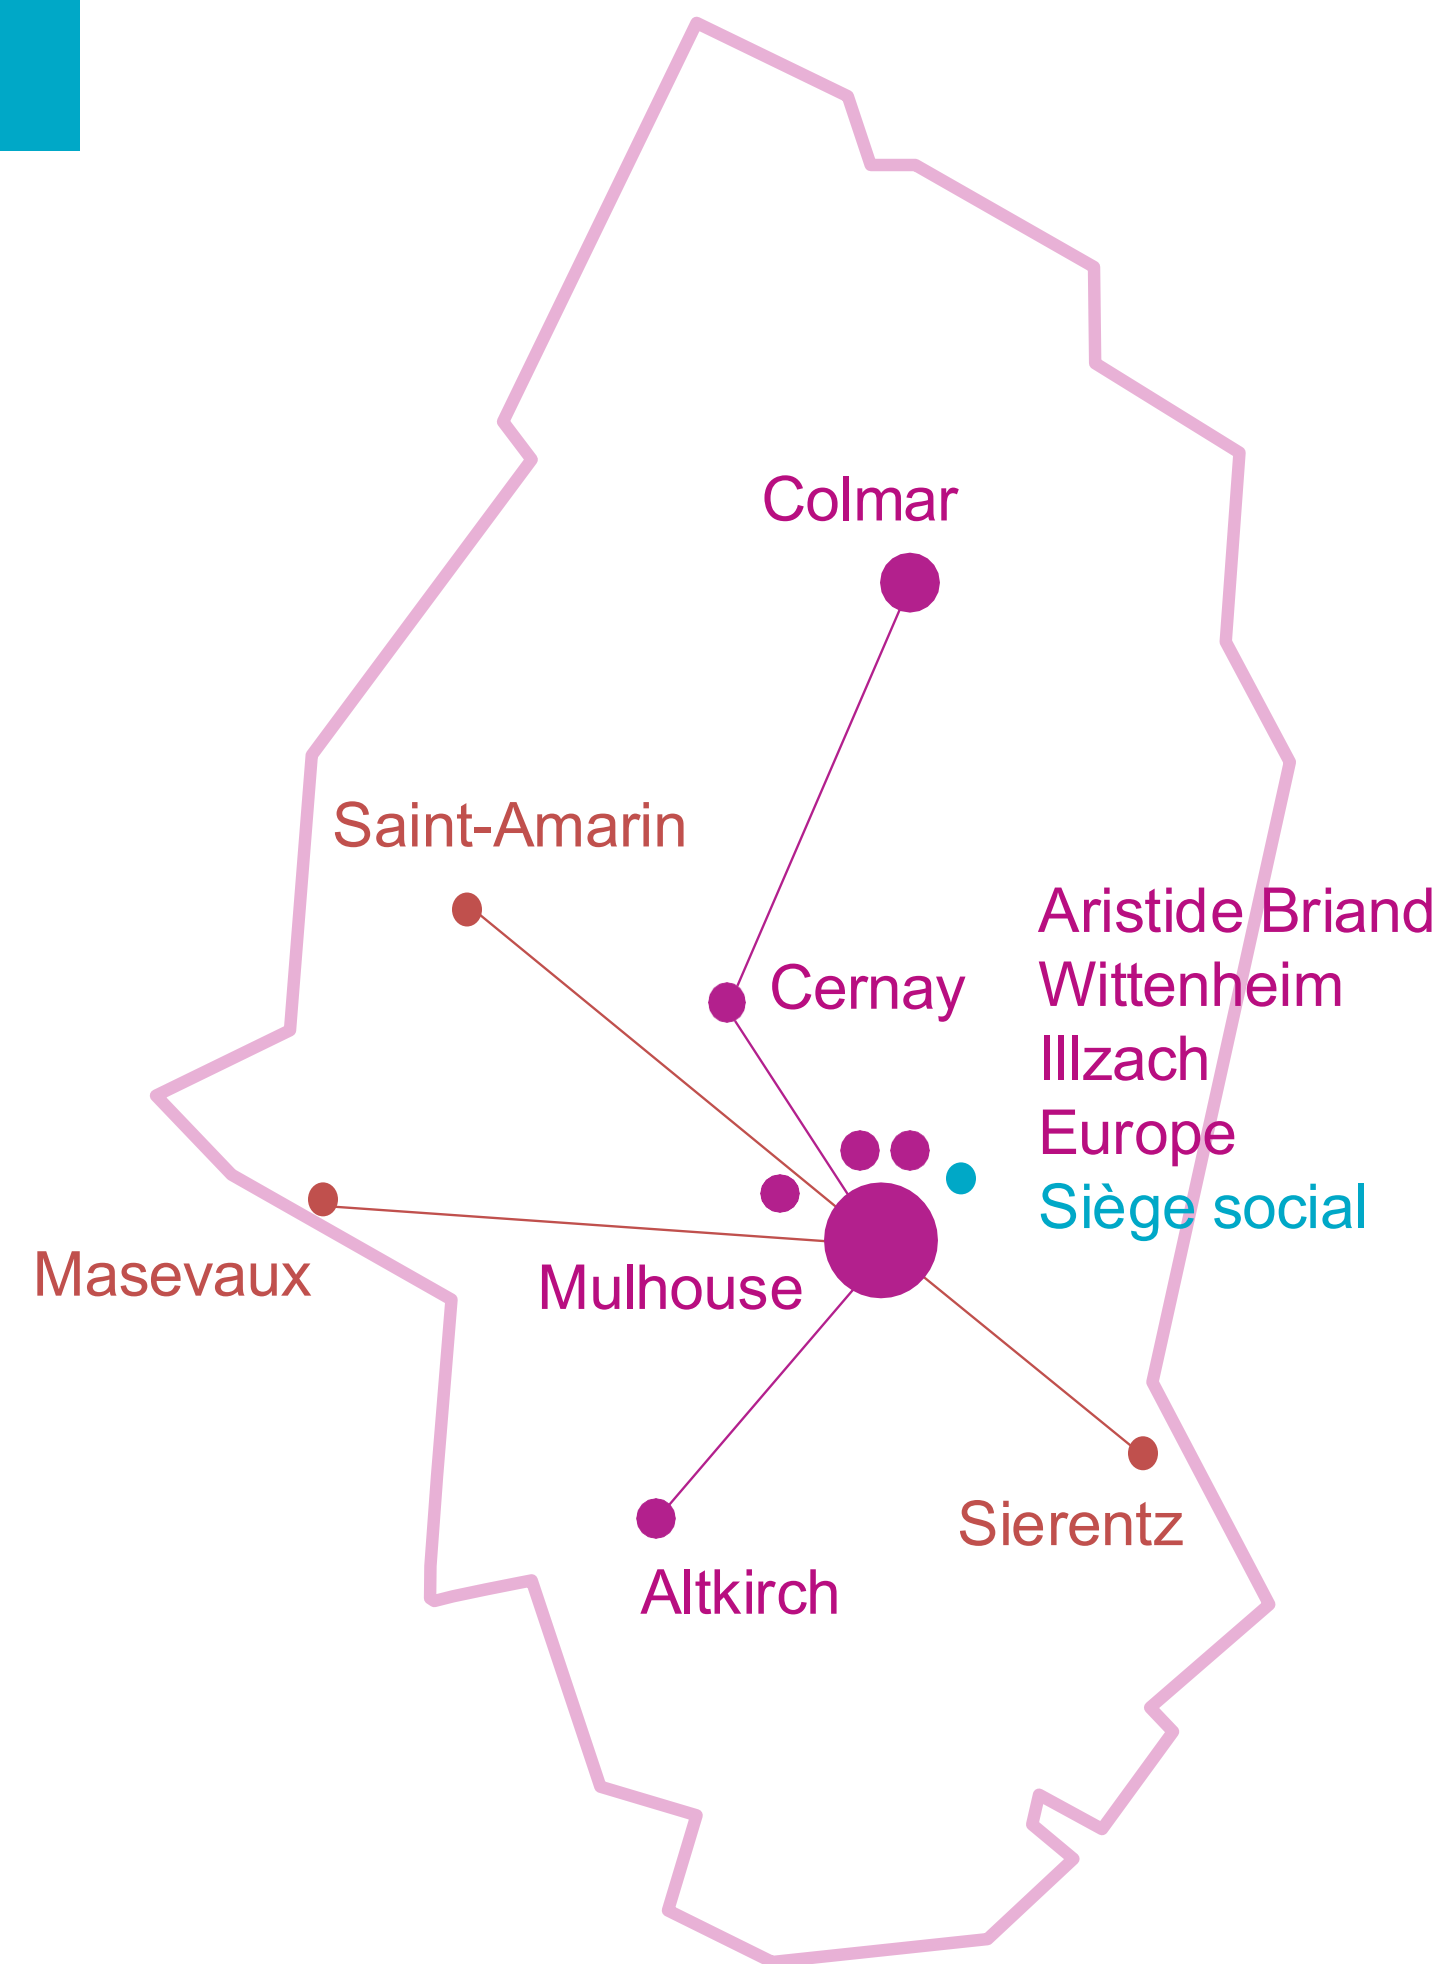 Colmar
Saint-Amarin
Aristide Briand
Cernay
Wittenheim
Illzach
Europe
Siège social
Masevaux
Mulhouse
Sierentz
Altkirch